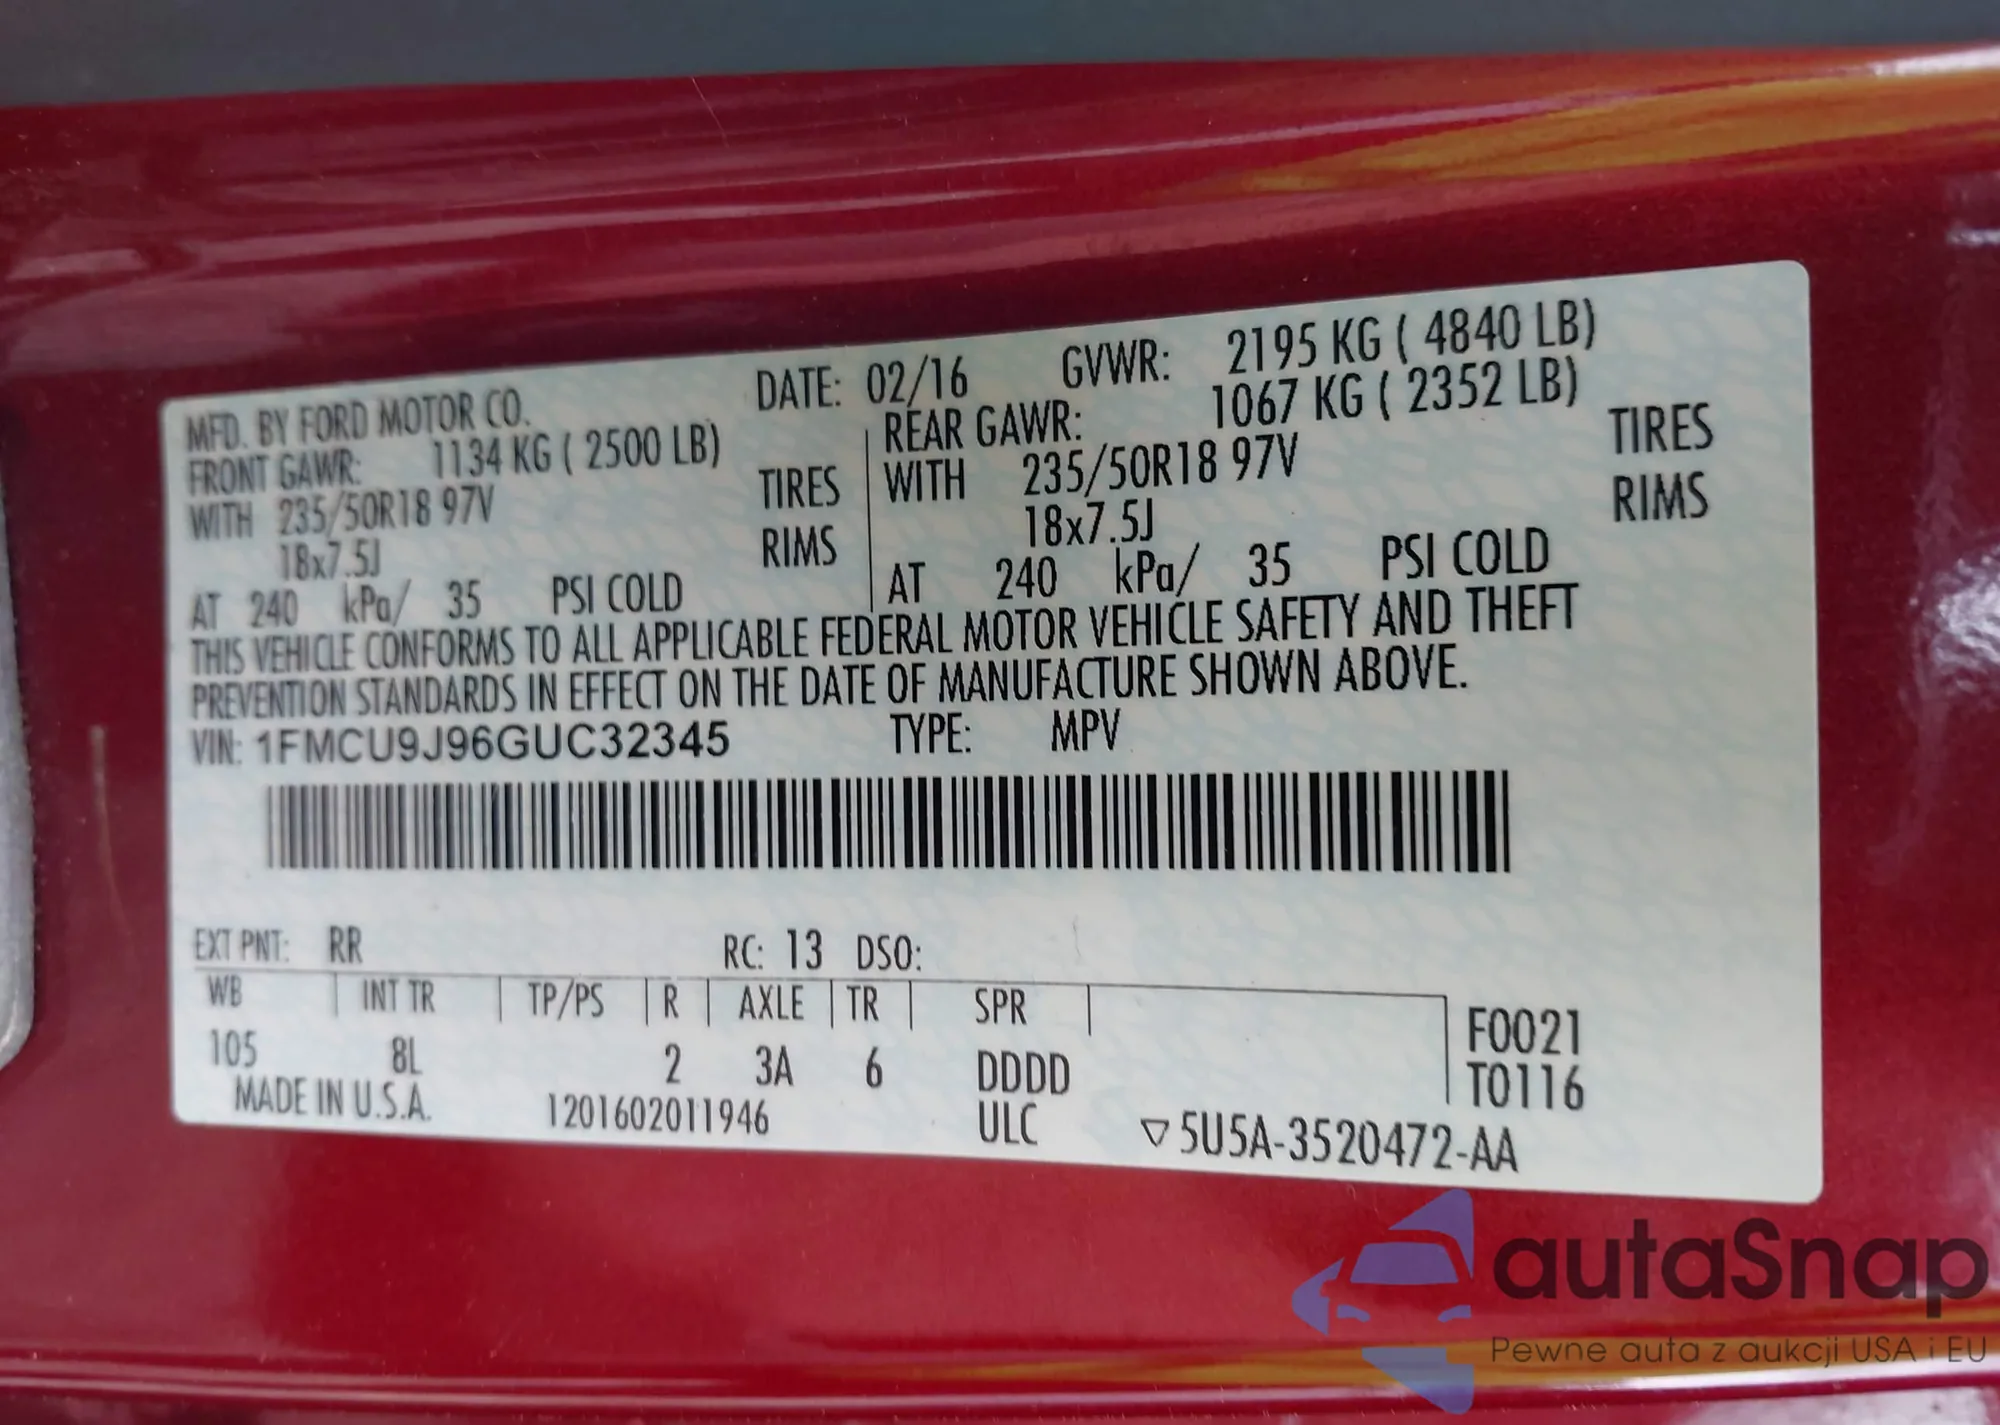 MFD. BY FORD MOTOR CO. DATE: 02/16 GVWR: 2195 KG ( 4840 LB)
FRONT GAWR: 1134 KG ( 2500 LB) REAR GAWR: 1067 KG ( 2352 LB)
WITH 235/50R18 97V TIRES WITH 235/50R18 97V TIRES
18x7.5J RIMS 18x7.5J RIMS
AT 240 kPa/ 35 PSI COLD AT 240 kPa/ 35 PSI COLD
THIS VEHICLE CONFORMS TO ALL APPLICABLE FEDERAL MOTOR VEHICLE SAFETY AND THEFT
PREVENTION STANDARDS IN EFFECT ON THE DATE OF MANUFACTURE SHOWN ABOVE.
VIN: 1FMCU9J96GUC32345 TYPE: MPV
EXT PNT: RR RC: 13 DSO:
WB INT TR TP/PS R AXLE TR SPR F0021
105 8L 2 3A 6 DDDD T0116
MADE IN U.S.A. 1201602011946 ULC ▽5U5A-3520472-AA
autaSnap
Pewne auta z aukcji USA i EU